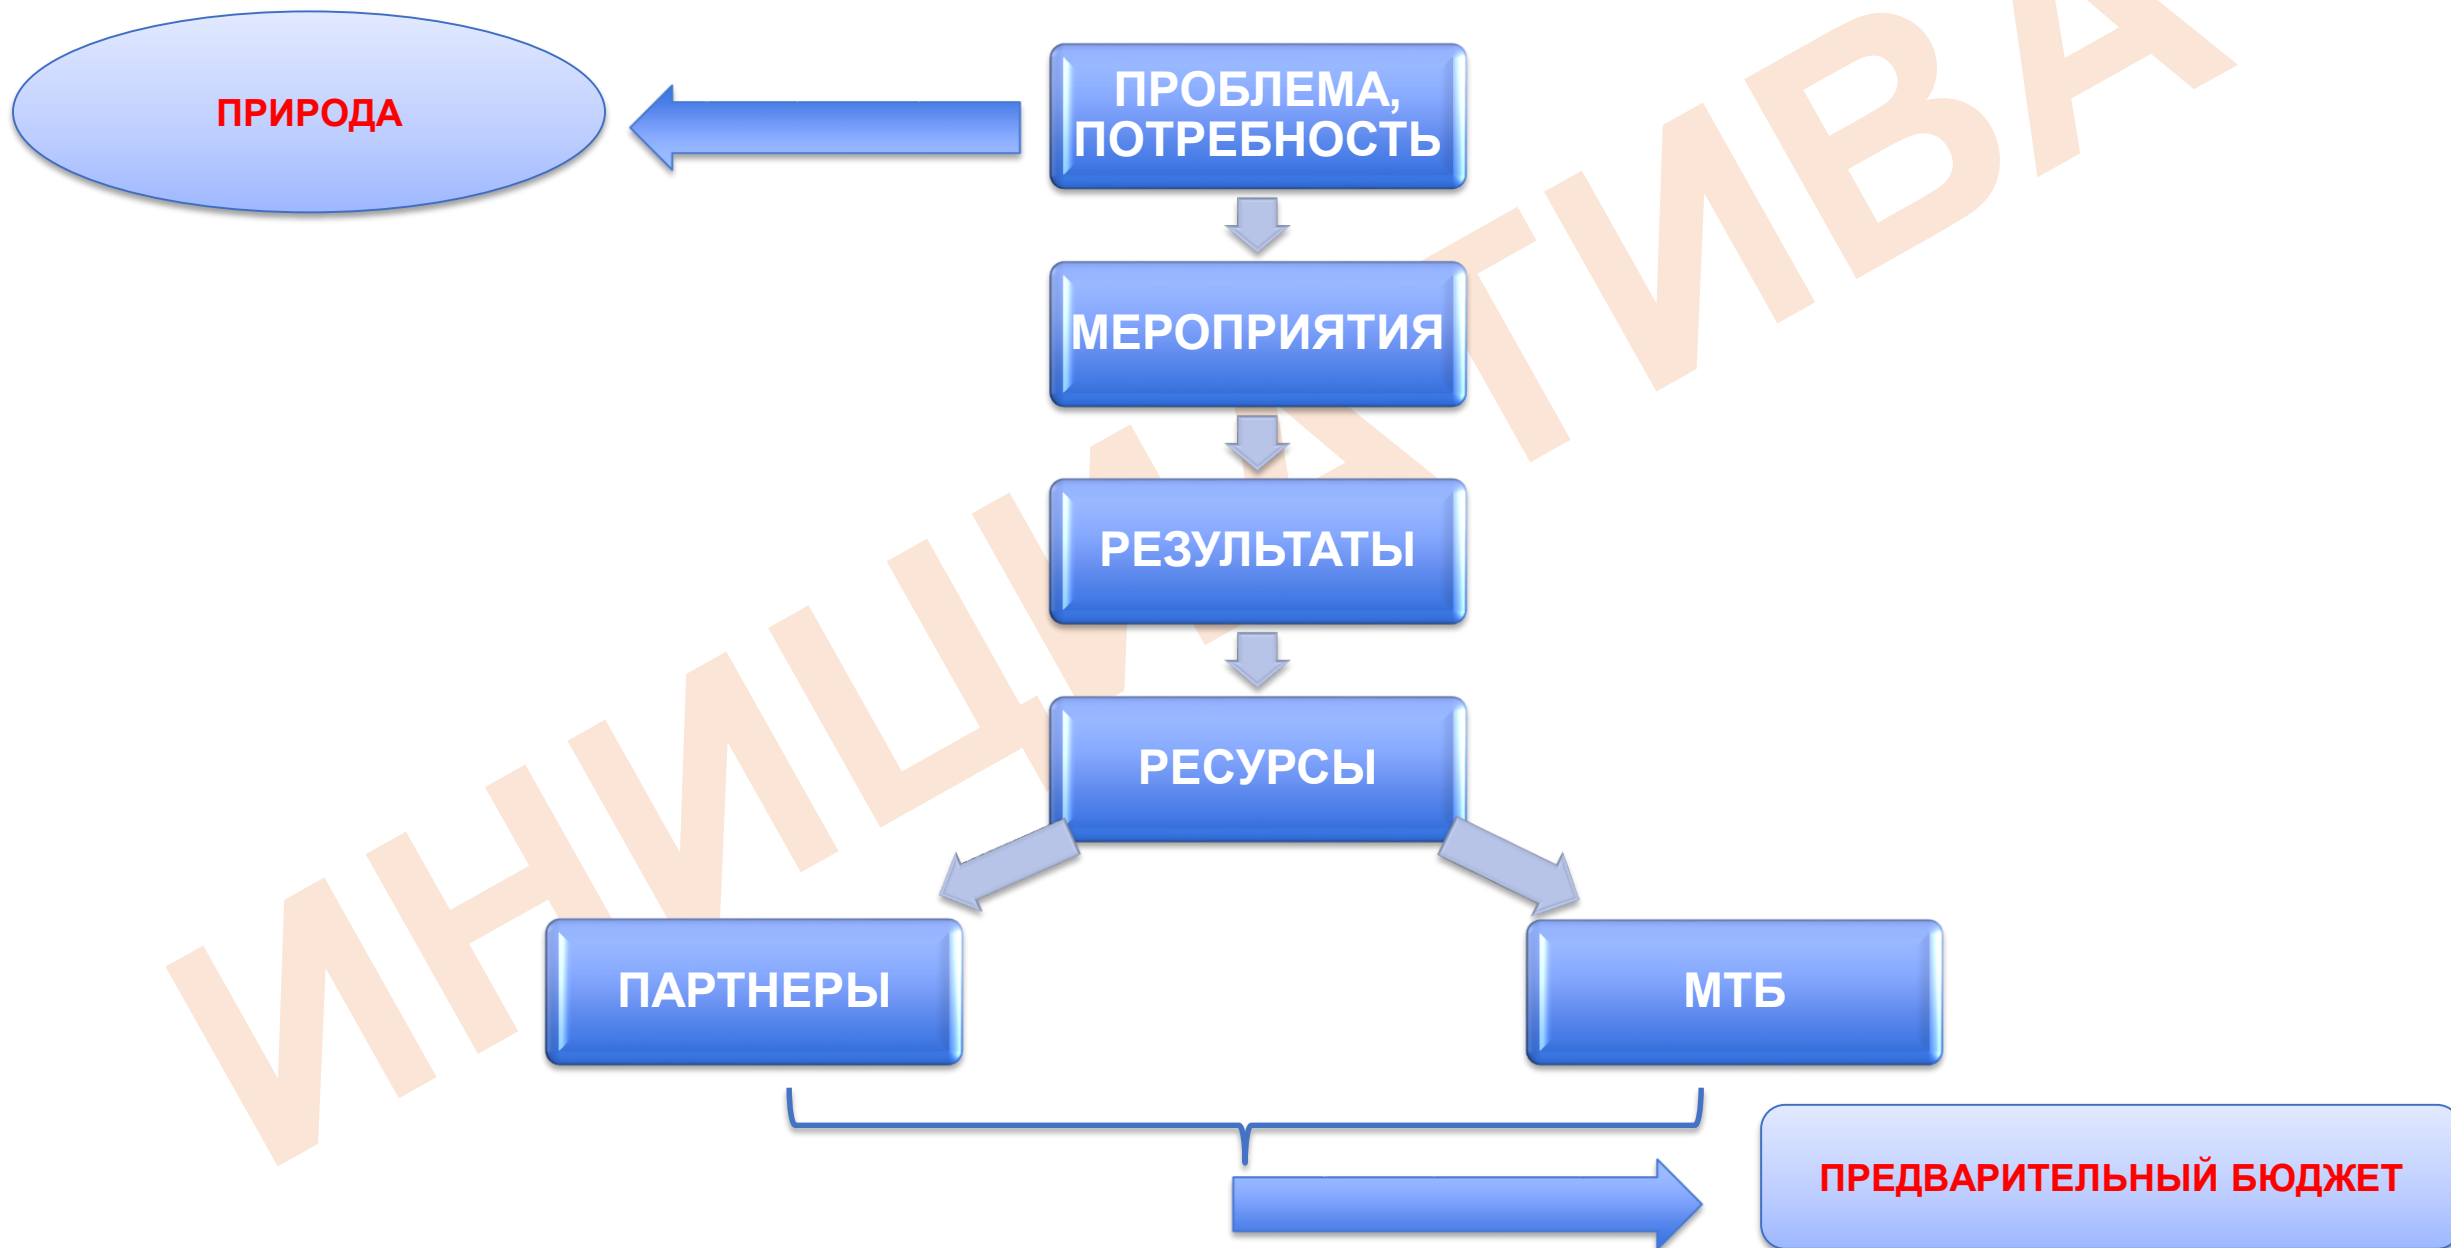 ПРИРОДА
ПРОБЛЕМА,
ПОТРЕБНОСТЬ
МЕРОПРИЯТИЯ
РЕЗУЛЬТАТЫ
РЕСУРСЫ
ПАРТНЕРЫ
МТБ
ПРЕДВАРИТЕЛЬНЫЙ БЮДЖЕТ
ИНИЦИАТИВА